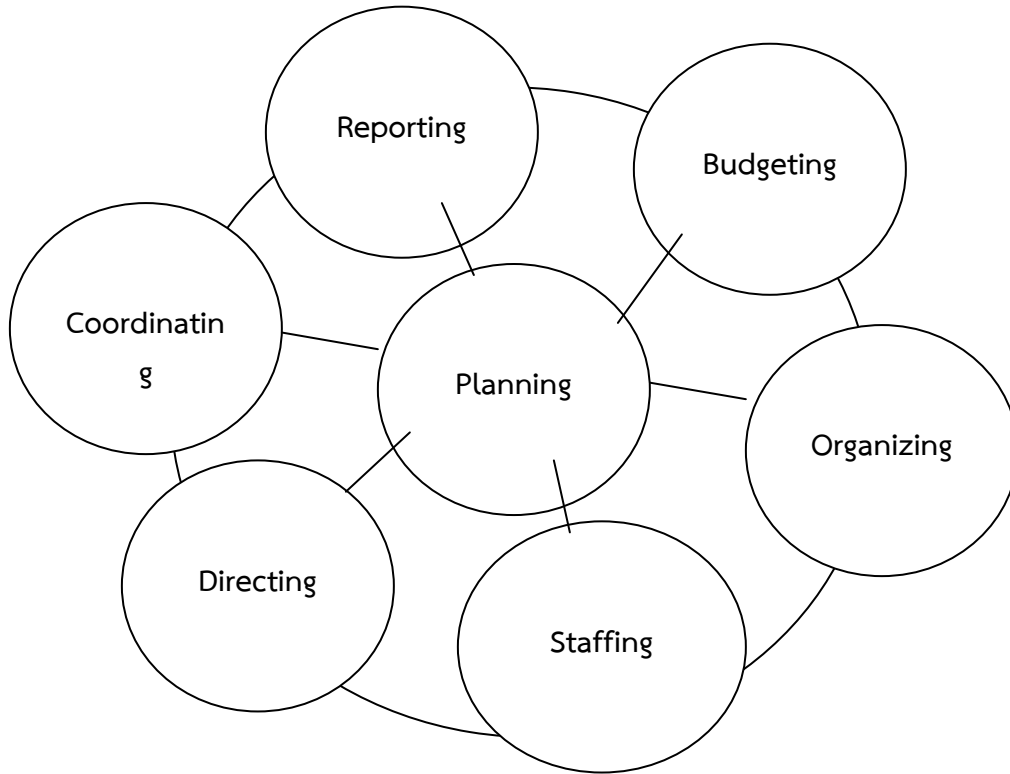 Reporting
Budgeting
Coordinatin
g
Planning
Organizing
Directing
Staffing